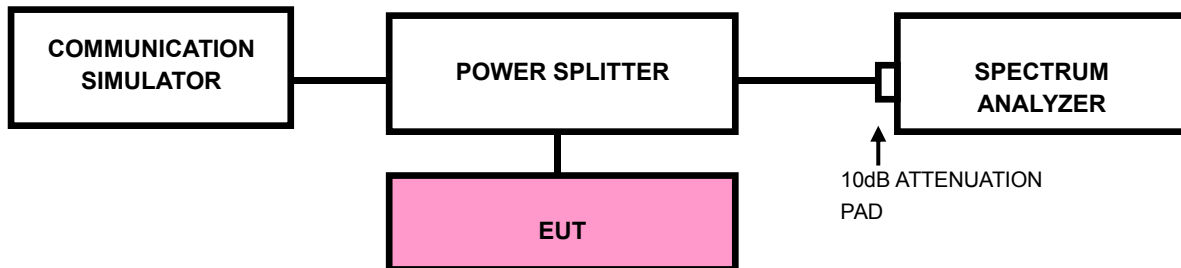 COMMUNICATION
SIMULATOR
POWER SPLITTER
SPECTRUM
ANALYZER
10dB ATTENUATION
PAD
EUT